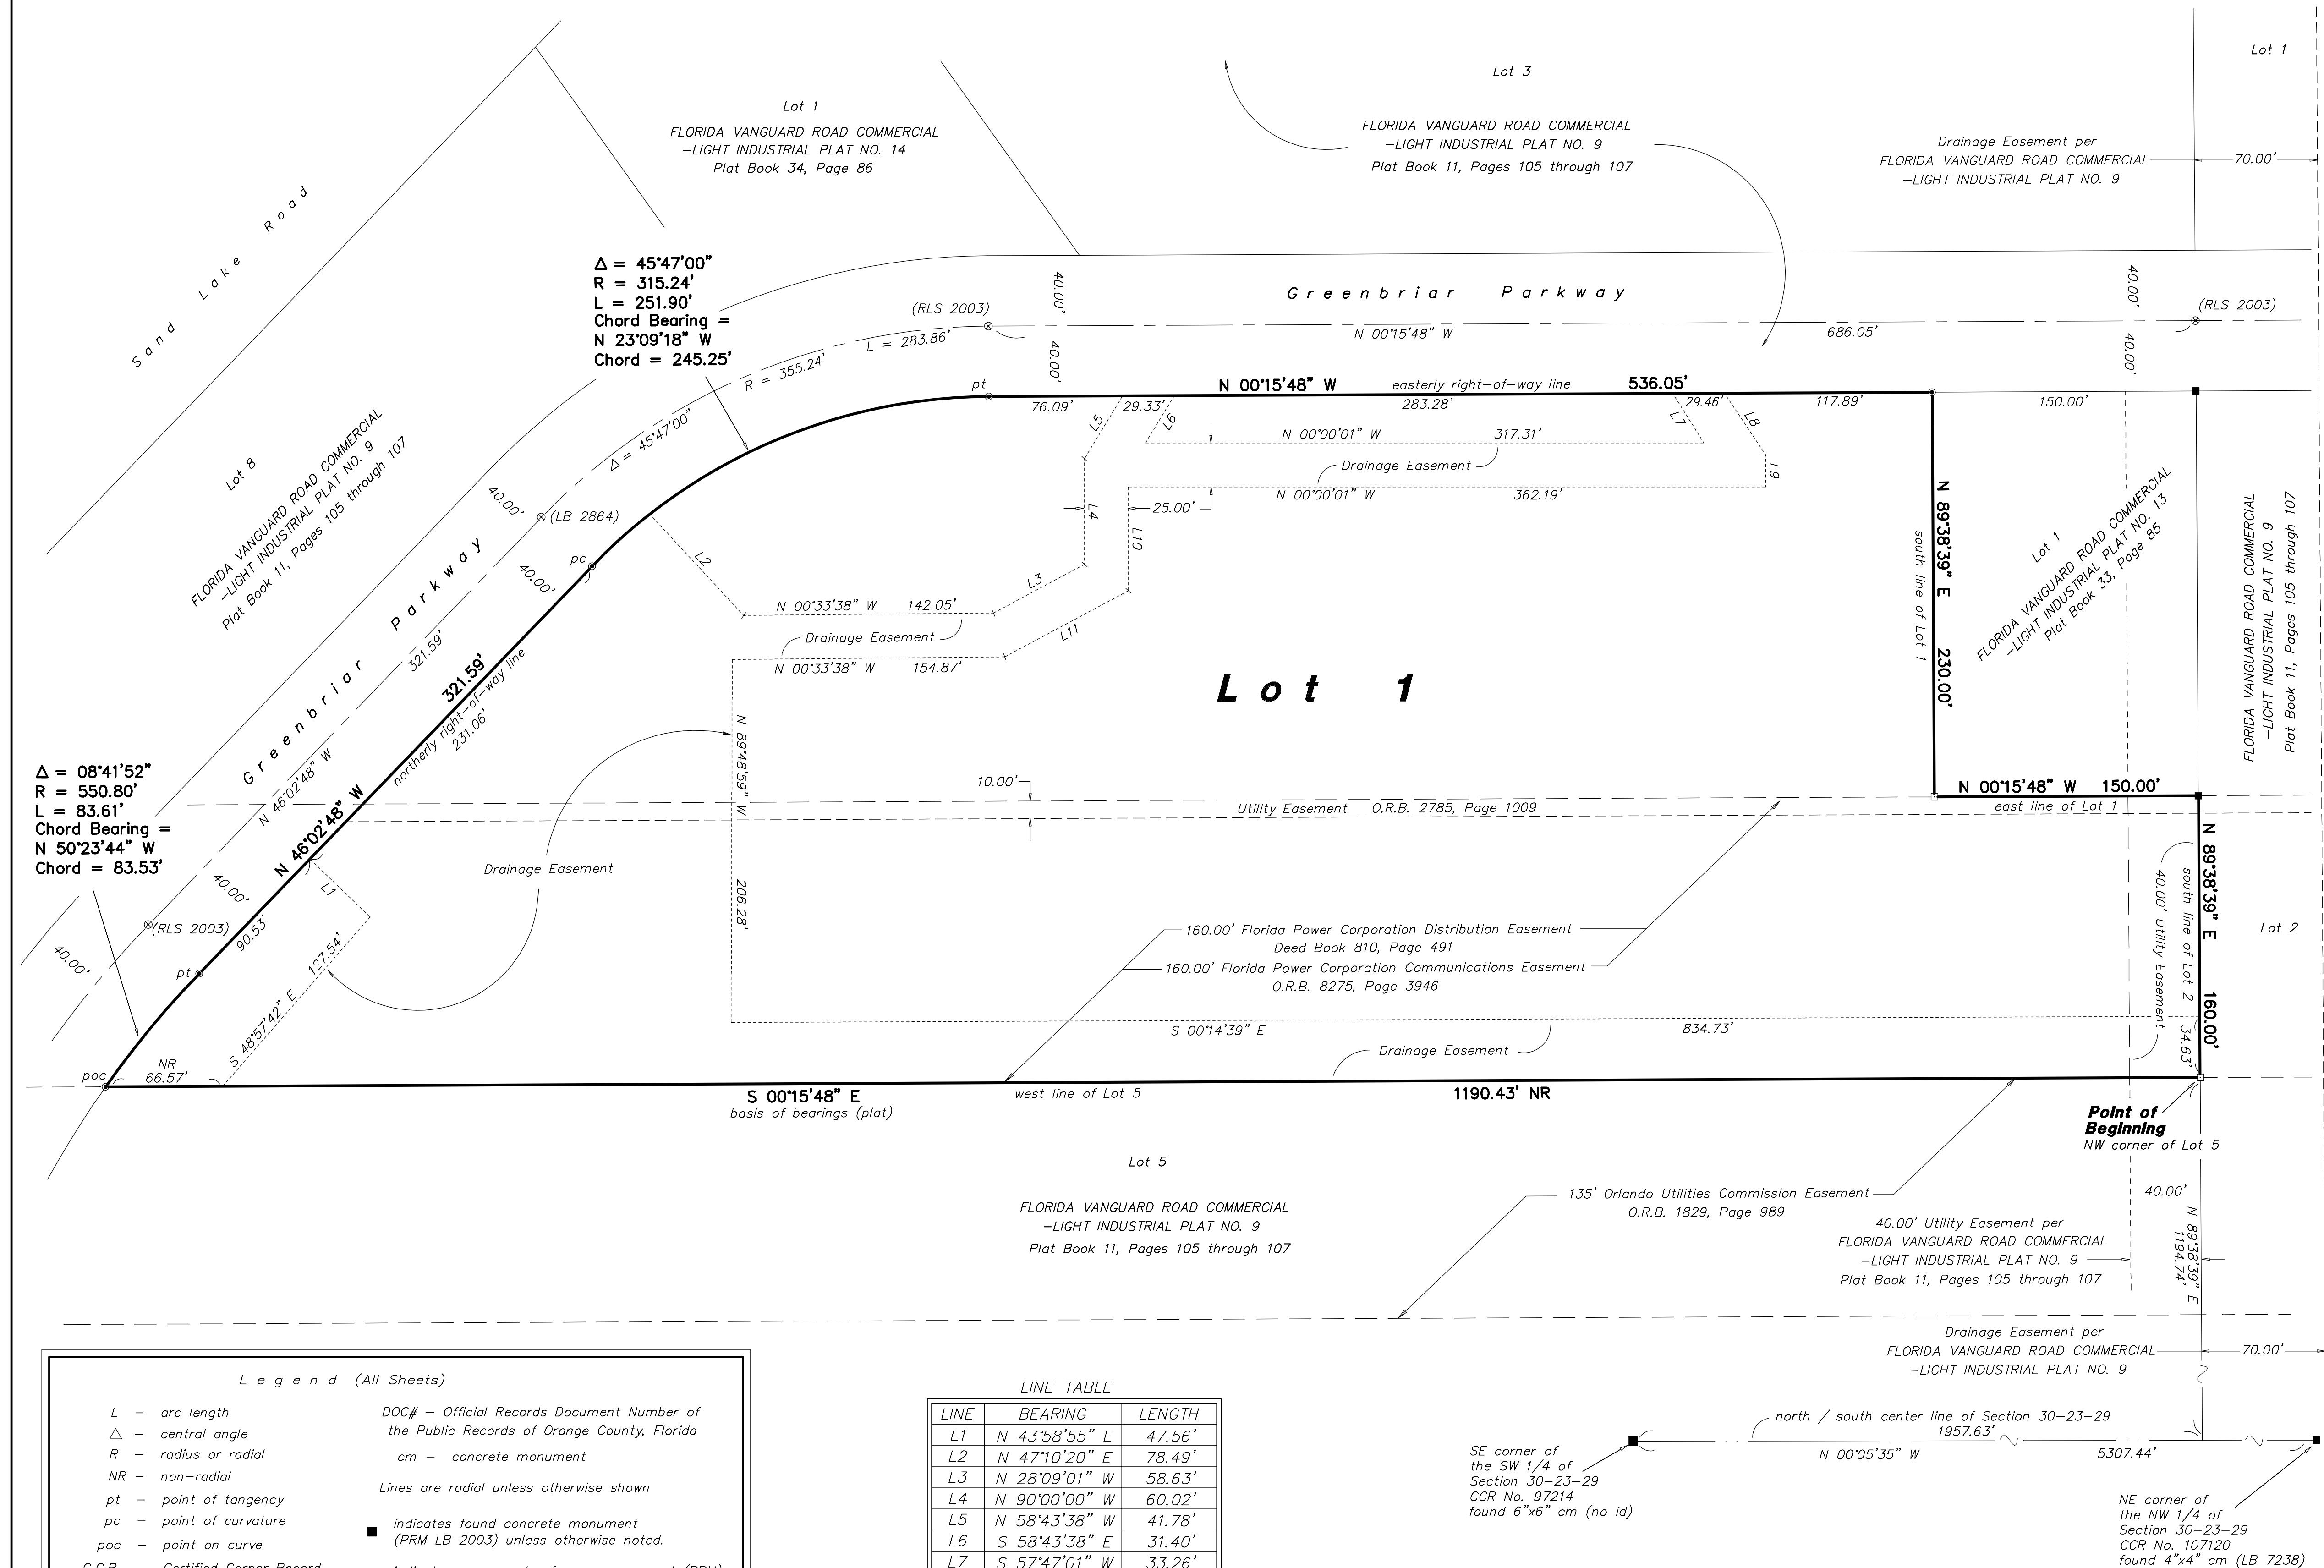 Lot 1
Lot 3
Lot 1
FLORIDA VANGUARD ROAD COMMERCIAL
-LIGHT INDUSTRIAL PLAT NO. 14
Plat Book 34, Page 86
FLORIDA VANGUARD ROAD COMMERCIAL
-LIGHT INDUSTRIAL PLAT NO. 9
Plat Book 11, Pages 105 through 107
Drainage Easement per
FLORIDA VANGUARD ROAD COMMERCIAL
-LIGHT INDUSTRIAL PLAT NO. 9
70.00'
Sand Lake Road
Δ = 45°47'00"
R = 315.24'
L = 251.90'
Chord Bearing =
N 23°09'18" W
Chord = 245.25'
(RLS 2003)
40.00'
40.00'
Greenbriar Parkway
N 00°15'48" W
686.05'
40.00'
40.00'
(RLS 2003)
L = 283.86'
R = 355.24'
Δ = 45°47'00"
pt
N 00°15'48" W
easterly right-of-way line
536.05'
76.09'
29.33'
283.28'
29.46'
117.89'
150.00'
L5
L6
L7
L8
L9
N 00°00'01" W
317.31'
Drainage Easement
N 00°00'01" W
362.19'
25.00'
L4
L10
Lot 8
FLORIDA VANGUARD ROAD COMMERCIAL
-LIGHT INDUSTRIAL PLAT NO. 9
Plat Book 11, Pages 105 through 107
40.00'
(LB 2864)
pc
40.00'
L2
L3
L11
N 00°33'38" W
142.05'
Drainage Easement
N 00°33'38" W
154.87'
Greenbriar Parkway
321.59'
N 46°02'48" W
321.59'
northerly right-of-way line
231.06'
N 46°02'48" W
Lot 1
N 89°38'39" E
230.00'
south line of Lot 1
Lot 1
FLORIDA VANGUARD ROAD COMMERCIAL
-LIGHT INDUSTRIAL PLAT NO. 13
Plat Book 33, Page 85
FLORIDA VANGUARD ROAD COMMERCIAL
-LIGHT INDUSTRIAL PLAT NO. 9
Plat Book 11, Pages 105 through 107
N 89°48'59" W
206.28'
Δ = 08°41'52"
R = 550.80'
L = 83.61'
Chord Bearing =
N 50°23'44" W
Chord = 83.53'
10.00'
Utility Easement O.R.B. 2785, Page 1009
N 00°15'48" W 150.00'
east line of Lot 1
Drainage Easement
L1
40.00'
(RLS 2003)
90.53'
40.00'
pt
127.54'
S 48°57'42" E
N 89°38'39" E
160.00'
south line of Lot 2
34.63'
40.00' Utility Easement
Lot 2
160.00' Florida Power Corporation Distribution Easement
Deed Book 810, Page 491
160.00' Florida Power Corporation Communications Easement
O.R.B. 8275, Page 3946
S 00°14'39" E
834.73'
Drainage Easement
poc
NR
66.57'
S 00°15'48" E
basis of bearings (plat)
west line of Lot 5
1190.43' NR
Point of
Beginning
NW corner of Lot 5
Lot 5
FLORIDA VANGUARD ROAD COMMERCIAL
-LIGHT INDUSTRIAL PLAT NO. 9
Plat Book 11, Pages 105 through 107
135' Orlando Utilities Commission Easement
O.R.B. 1829, Page 989
40.00'
N 89°38'39" E
1194.74'
40.00' Utility Easement per
FLORIDA VANGUARD ROAD COMMERCIAL
-LIGHT INDUSTRIAL PLAT NO. 9
Plat Book 11, Pages 105 through 107
Drainage Easement per
FLORIDA VANGUARD ROAD COMMERCIAL
-LIGHT INDUSTRIAL PLAT NO. 9
70.00'
Legend (All Sheets)
L - arc length
△ - central angle
R - radius or radial
NR - non-radial
pt - point of tangency
pc - point of curvature
poc - point on curve
DOC# - Official Records Document Number of
the Public Records of Orange County, Florida
cm - concrete monument
Lines are radial unless otherwise shown
■ indicates found concrete monument
(PRM LB 2003) unless otherwise noted.
LINE TABLE
LINE BEARING LENGTH
L1 N 43°58'55" E 47.56'
L2 N 47°10'20" E 78.49'
L3 N 28°09'01" W 58.63'
L4 N 90°00'00" W 60.02'
L5 N 58°43'38" W 41.78'
L6 S 58°43'38" E 31.40'
L7 S 57°47'01" W 33.26'
north / south center line of Section 30-23-29
1957.63'
N 00°05'35" W
5307.44'
SE corner of
the SW 1/4 of
Section 30-23-29
CCR No. 97214
found 6"x6" cm (no id)
NE corner of
the NW 1/4 of
Section 30-23-29
CCR No. 107120
found 4"x4" cm (LB 7238)